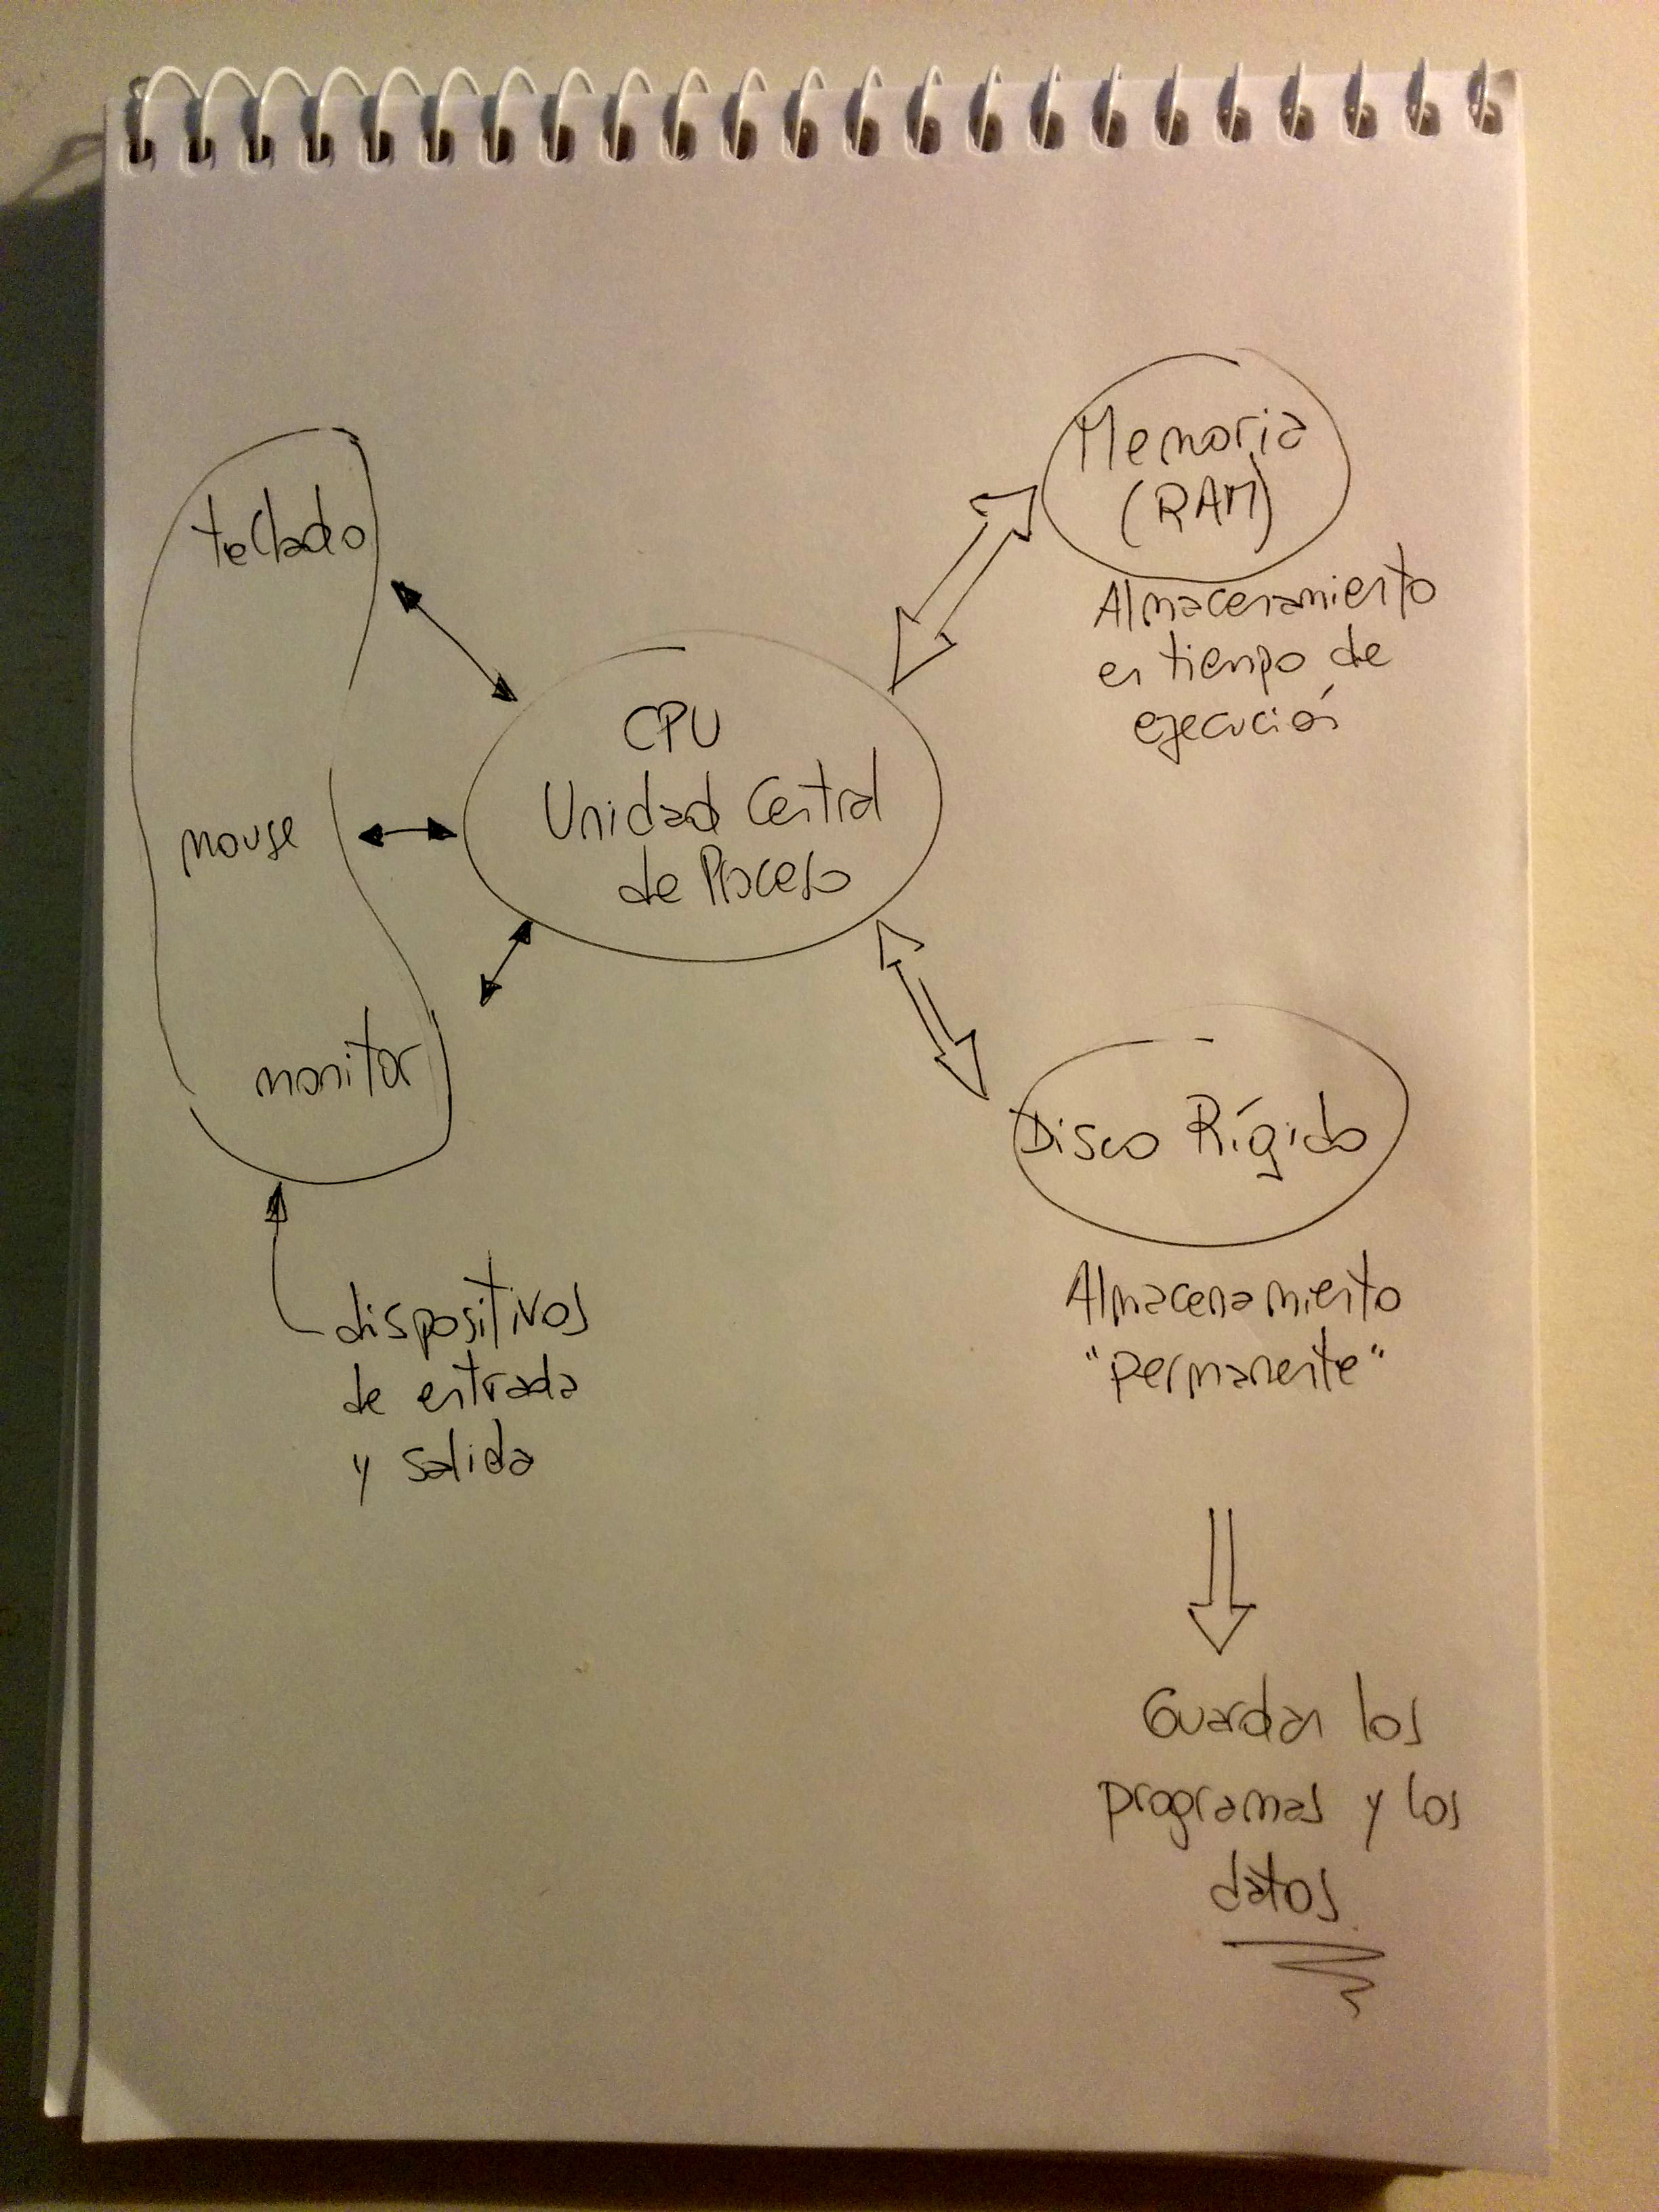 teclado
mouse
monitor
dispositivos
de entrada
y salida
CPU
Unidad Central
de Proceso
Memoria
(RAM)
Almacenamiento
en tiempo de
ejecución
Disco Rígido
Almacenamiento
"permanente"
Guardan los
programas y los
datos